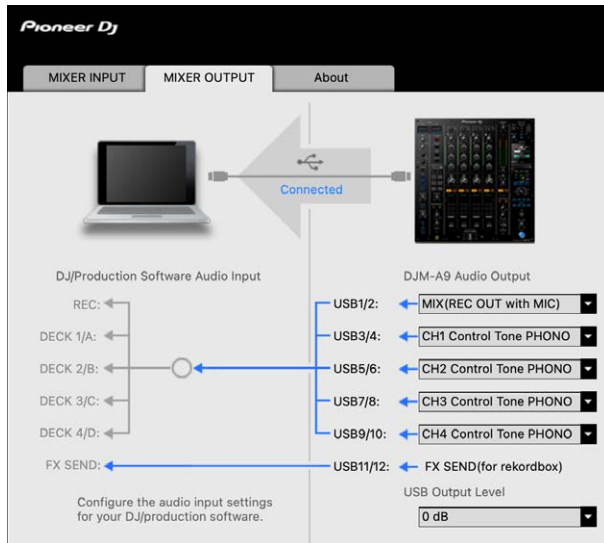 Pioneer Dj
MIXER INPUT
MIXER OUTPUT
About
Connected
DJ/Production Software Audio Input
DJM-A9 Audio Output
REC:
USB1/2:
MIX(REC OUT with MIC)
DECK 1/A:
USB3/4:
CH1 Control Tone PHONO
DECK 2/B:
USB5/6:
CH2 Control Tone PHONO
DECK 3/C:
USB7/8:
CH3 Control Tone PHONO
DECK 4/D:
USB9/10:
CH4 Control Tone PHONO
FX SEND:
USB11/12:
FX SEND(for rekordbox)
Configure the audio input settings
for your DJ/production software.
USB Output Level
0 dB